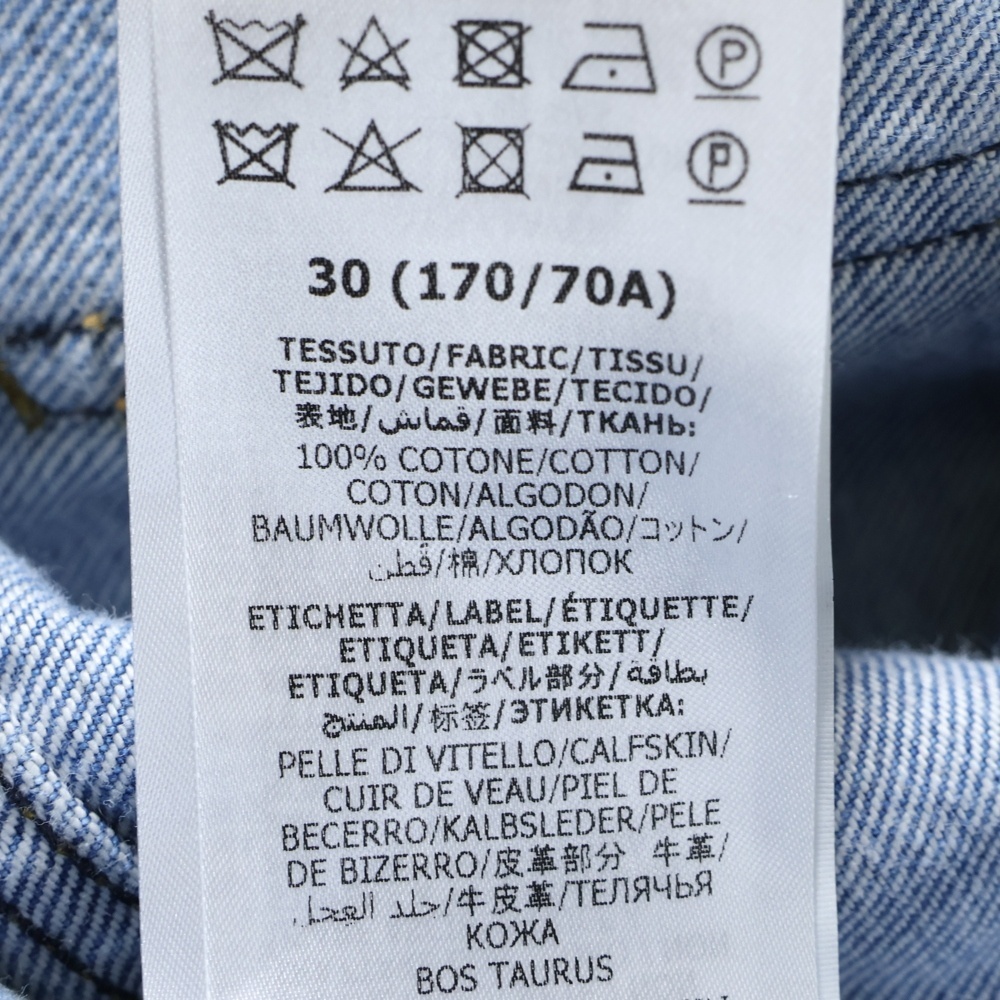 P
P
30 (170/70A)
TESSUTO/FABRIC/TISSU/
TEJIDO/GEWEBE/TECIDO/
表地/قماش/面料/ТКАНЬ:
100% COTONE/COTTON/
COTON/ALGODON/
BAUMWOLLE/ALGODÃO/コットン/
قطن/棉/ХЛОПОК
ETICHETTA/LABEL/ÉTIQUETTE/
ETIQUETA/ETIKETT/
ETIQUETA/ラベル部分/بطاقة
المنتج/标签/ЭТИКЕТКА:
PELLE DI VITELLO/CALFSKIN/
CUIR DE VEAU/PIEL DE
BECERRO/KALBSLEDER/PELE
DE BIZERRO/皮革部分 牛革/
جلد العجل/牛皮革/ТЕЛЯЧЬЯ
КОЖА
BOS TAURUS